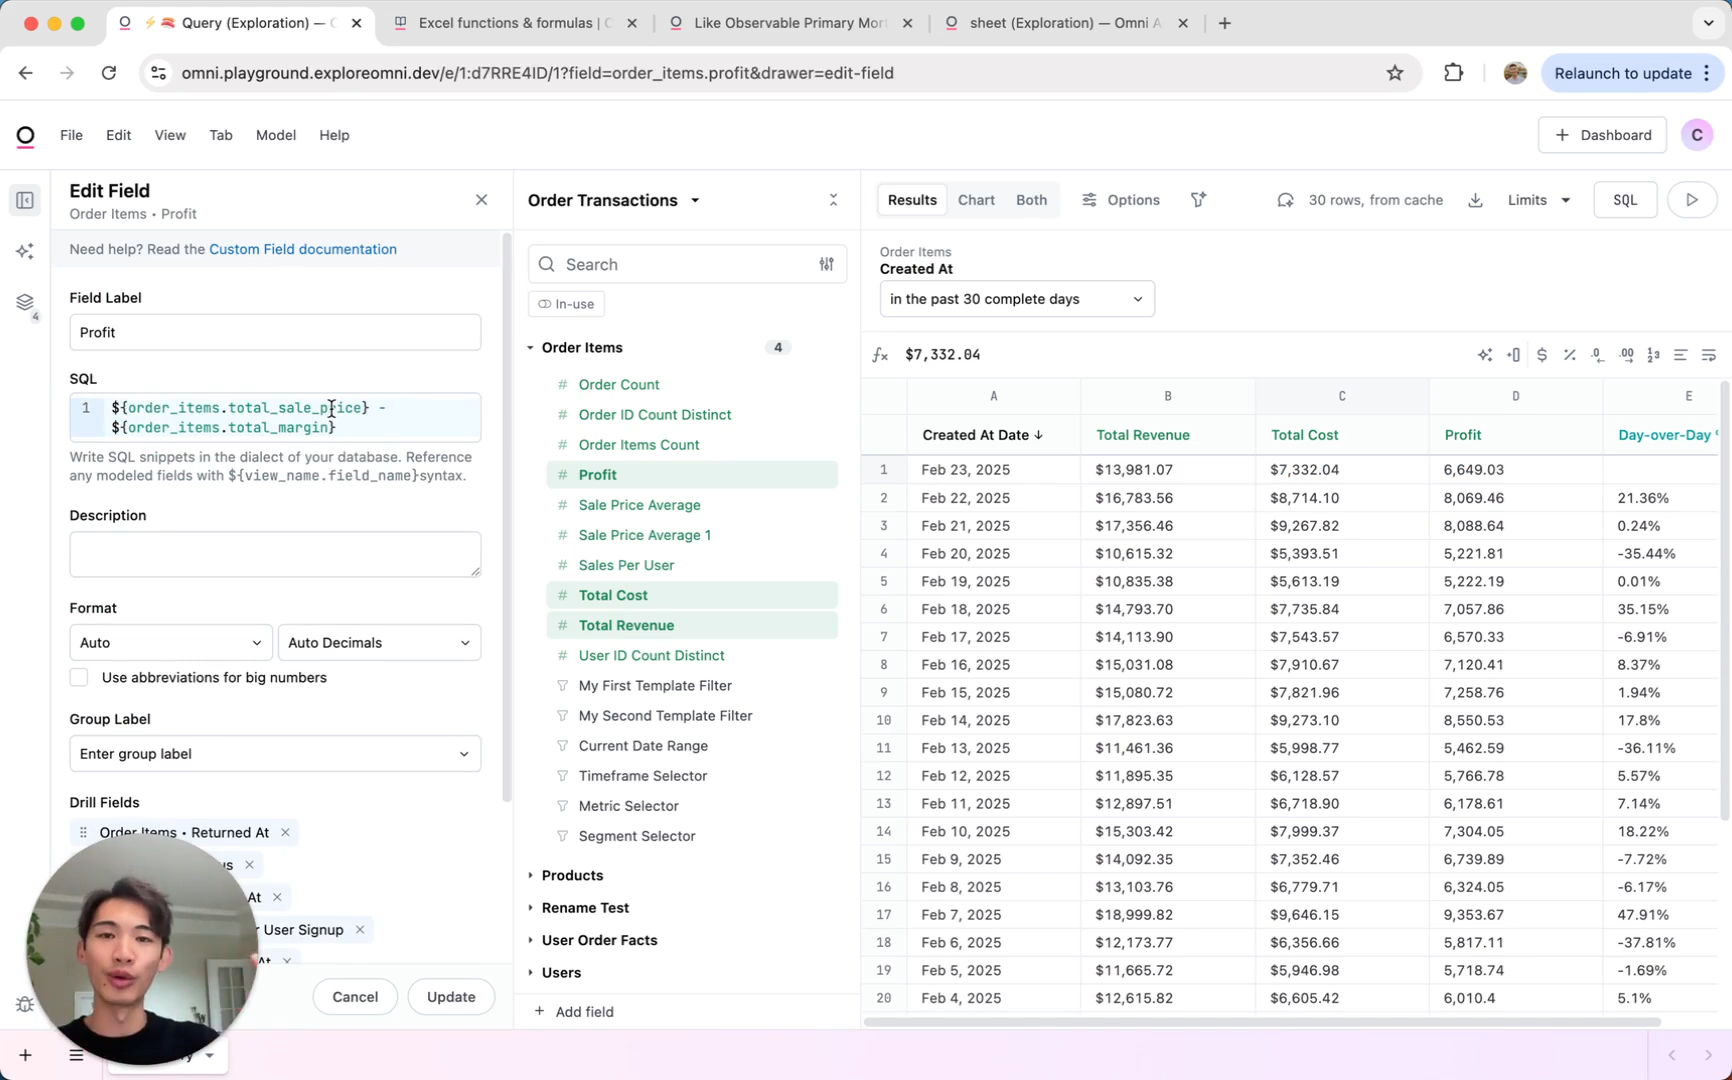 Query (Exploration) —
Excel functions & formulas |
Like Observable Primary Mor
sheet (Exploration) — Omni
omni.playground.exploreomni.dev/e/1:d7RRE4ID/1?field=order_items.profit&drawer=edit-field
Relaunch to update
File Edit View Tab Model Help
Dashboard
C
Edit Field
Order Items • Profit
Need help? Read the Custom Field documentation
Field Label
Profit
SQL
1 ${order_items.total_sale_price} -
${order_items.total_margin}
Write SQL snippets in the dialect of your database. Reference
any modeled fields with ${view_name.field_name}syntax.
Description
Format
Auto
Auto Decimals
Use abbreviations for big numbers
Group Label
Enter group label
Drill Fields
Order Items • Returned At
us
At
r User Signup
At
Cancel
Update
4
Order Transactions
Search
In-use
Order Items 4
# Order Count
# Order ID Count Distinct
# Order Items Count
# Profit
# Sale Price Average
# Sale Price Average 1
# Sales Per User
# Total Cost
# Total Revenue
# User ID Count Distinct
My First Template Filter
My Second Template Filter
Current Date Range
Timeframe Selector
Metric Selector
Segment Selector
Products
Rename Test
User Order Facts
Users
+ Add field
Results Chart Both Options
30 rows, from cache
Limits
SQL
Order Items
Created At
in the past 30 complete days
fx $7,332.04
A B C D E
Created At Date ↓ Total Revenue Total Cost Profit Day-over-Day
1 Feb 23, 2025 $13,981.07 $7,332.04 6,649.03
2 Feb 22, 2025 $16,783.56 $8,714.10 8,069.46 21.36%
3 Feb 21, 2025 $17,356.46 $9,267.82 8,088.64 0.24%
4 Feb 20, 2025 $10,615.32 $5,393.51 5,221.81 -35.44%
5 Feb 19, 2025 $10,835.38 $5,613.19 5,222.19 0.01%
6 Feb 18, 2025 $14,793.70 $7,735.84 7,057.86 35.15%
7 Feb 17, 2025 $14,113.90 $7,543.57 6,570.33 -6.91%
8 Feb 16, 2025 $15,031.08 $7,910.67 7,120.41 8.37%
9 Feb 15, 2025 $15,080.72 $7,821.96 7,258.76 1.94%
10 Feb 14, 2025 $17,823.63 $9,273.10 8,550.53 17.8%
11 Feb 13, 2025 $11,461.36 $5,998.77 5,462.59 -36.11%
12 Feb 12, 2025 $11,895.35 $6,128.57 5,766.78 5.57%
13 Feb 11, 2025 $12,897.51 $6,718.90 6,178.61 7.14%
14 Feb 10, 2025 $15,303.42 $7,999.37 7,304.05 18.22%
15 Feb 9, 2025 $14,092.35 $7,352.46 6,739.89 -7.72%
16 Feb 8, 2025 $13,103.76 $6,779.71 6,324.05 -6.17%
17 Feb 7, 2025 $18,999.82 $9,646.15 9,353.67 47.91%
18 Feb 6, 2025 $12,173.77 $6,356.66 5,817.11 -37.81%
19 Feb 5, 2025 $11,665.72 $5,946.98 5,718.74 -1.69%
20 Feb 4, 2025 $12,615.82 $6,605.42 6,010.4 5.1%